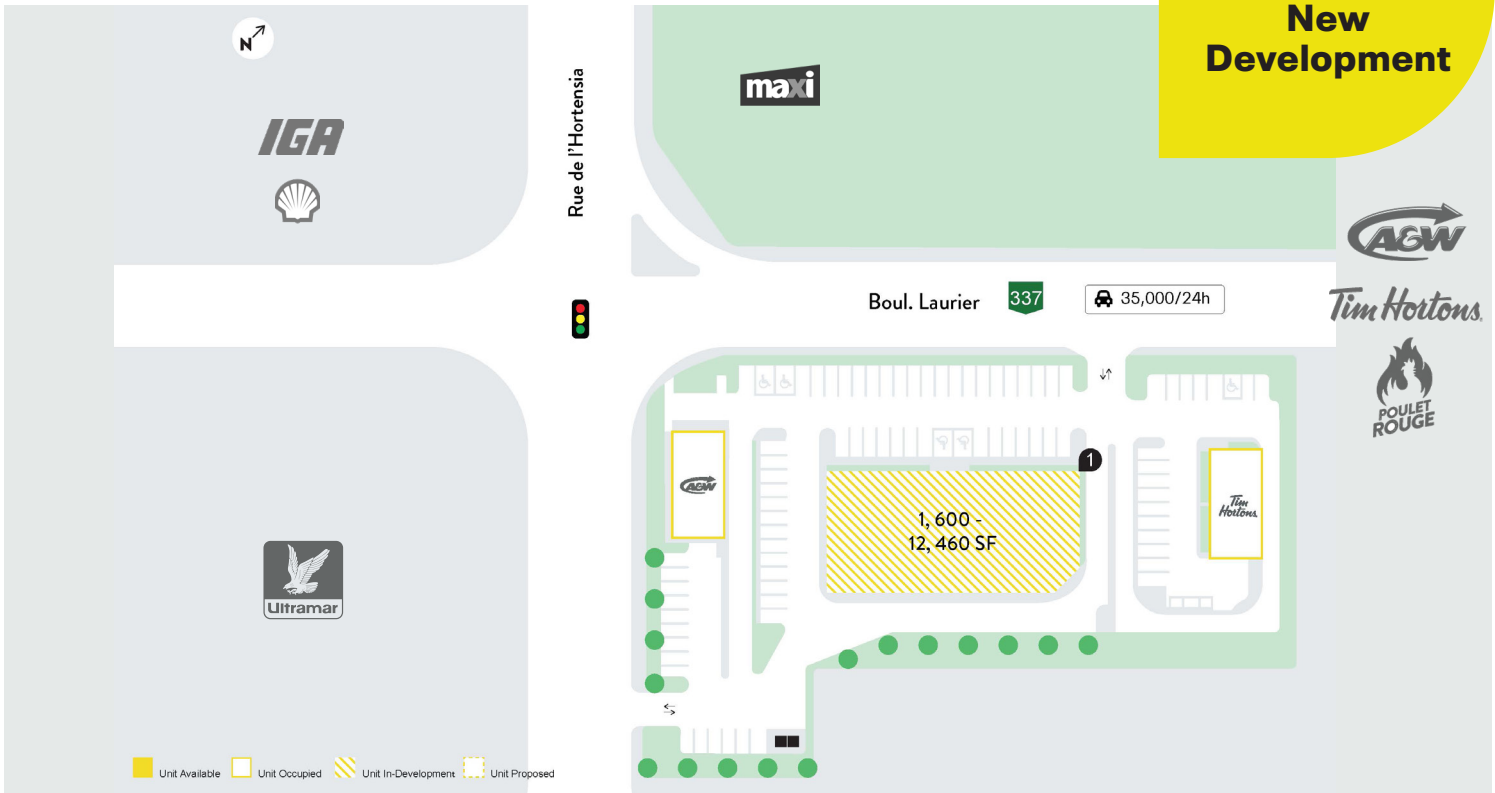 New
Development
N
maxi
Rue de l'Hortensia
IGA
A&W
Boul. Laurier
337
35,000/24h
Tim Hortons
POULET
ROUGE
1
A&W
1, 600 -
12, 460 SF
Tim
Hortons
Ultramar
Unit Available
Unit Occupied
Unit In-Development
Unit Proposed